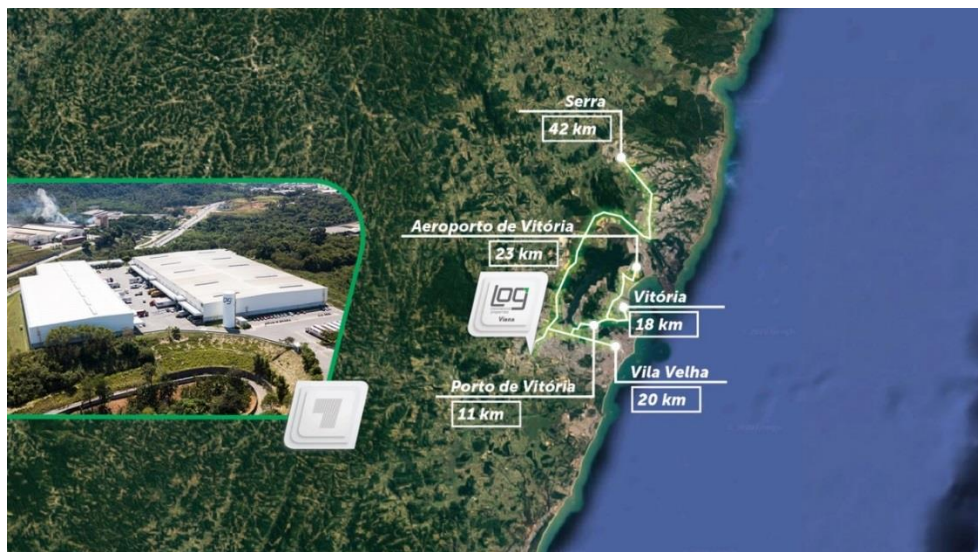 Serra
42 km
Aeroporto de Vitória
23 km
Log
Viana
Vitória
18 km
Vila Velha
20 km
Porto de Vitória
11 km